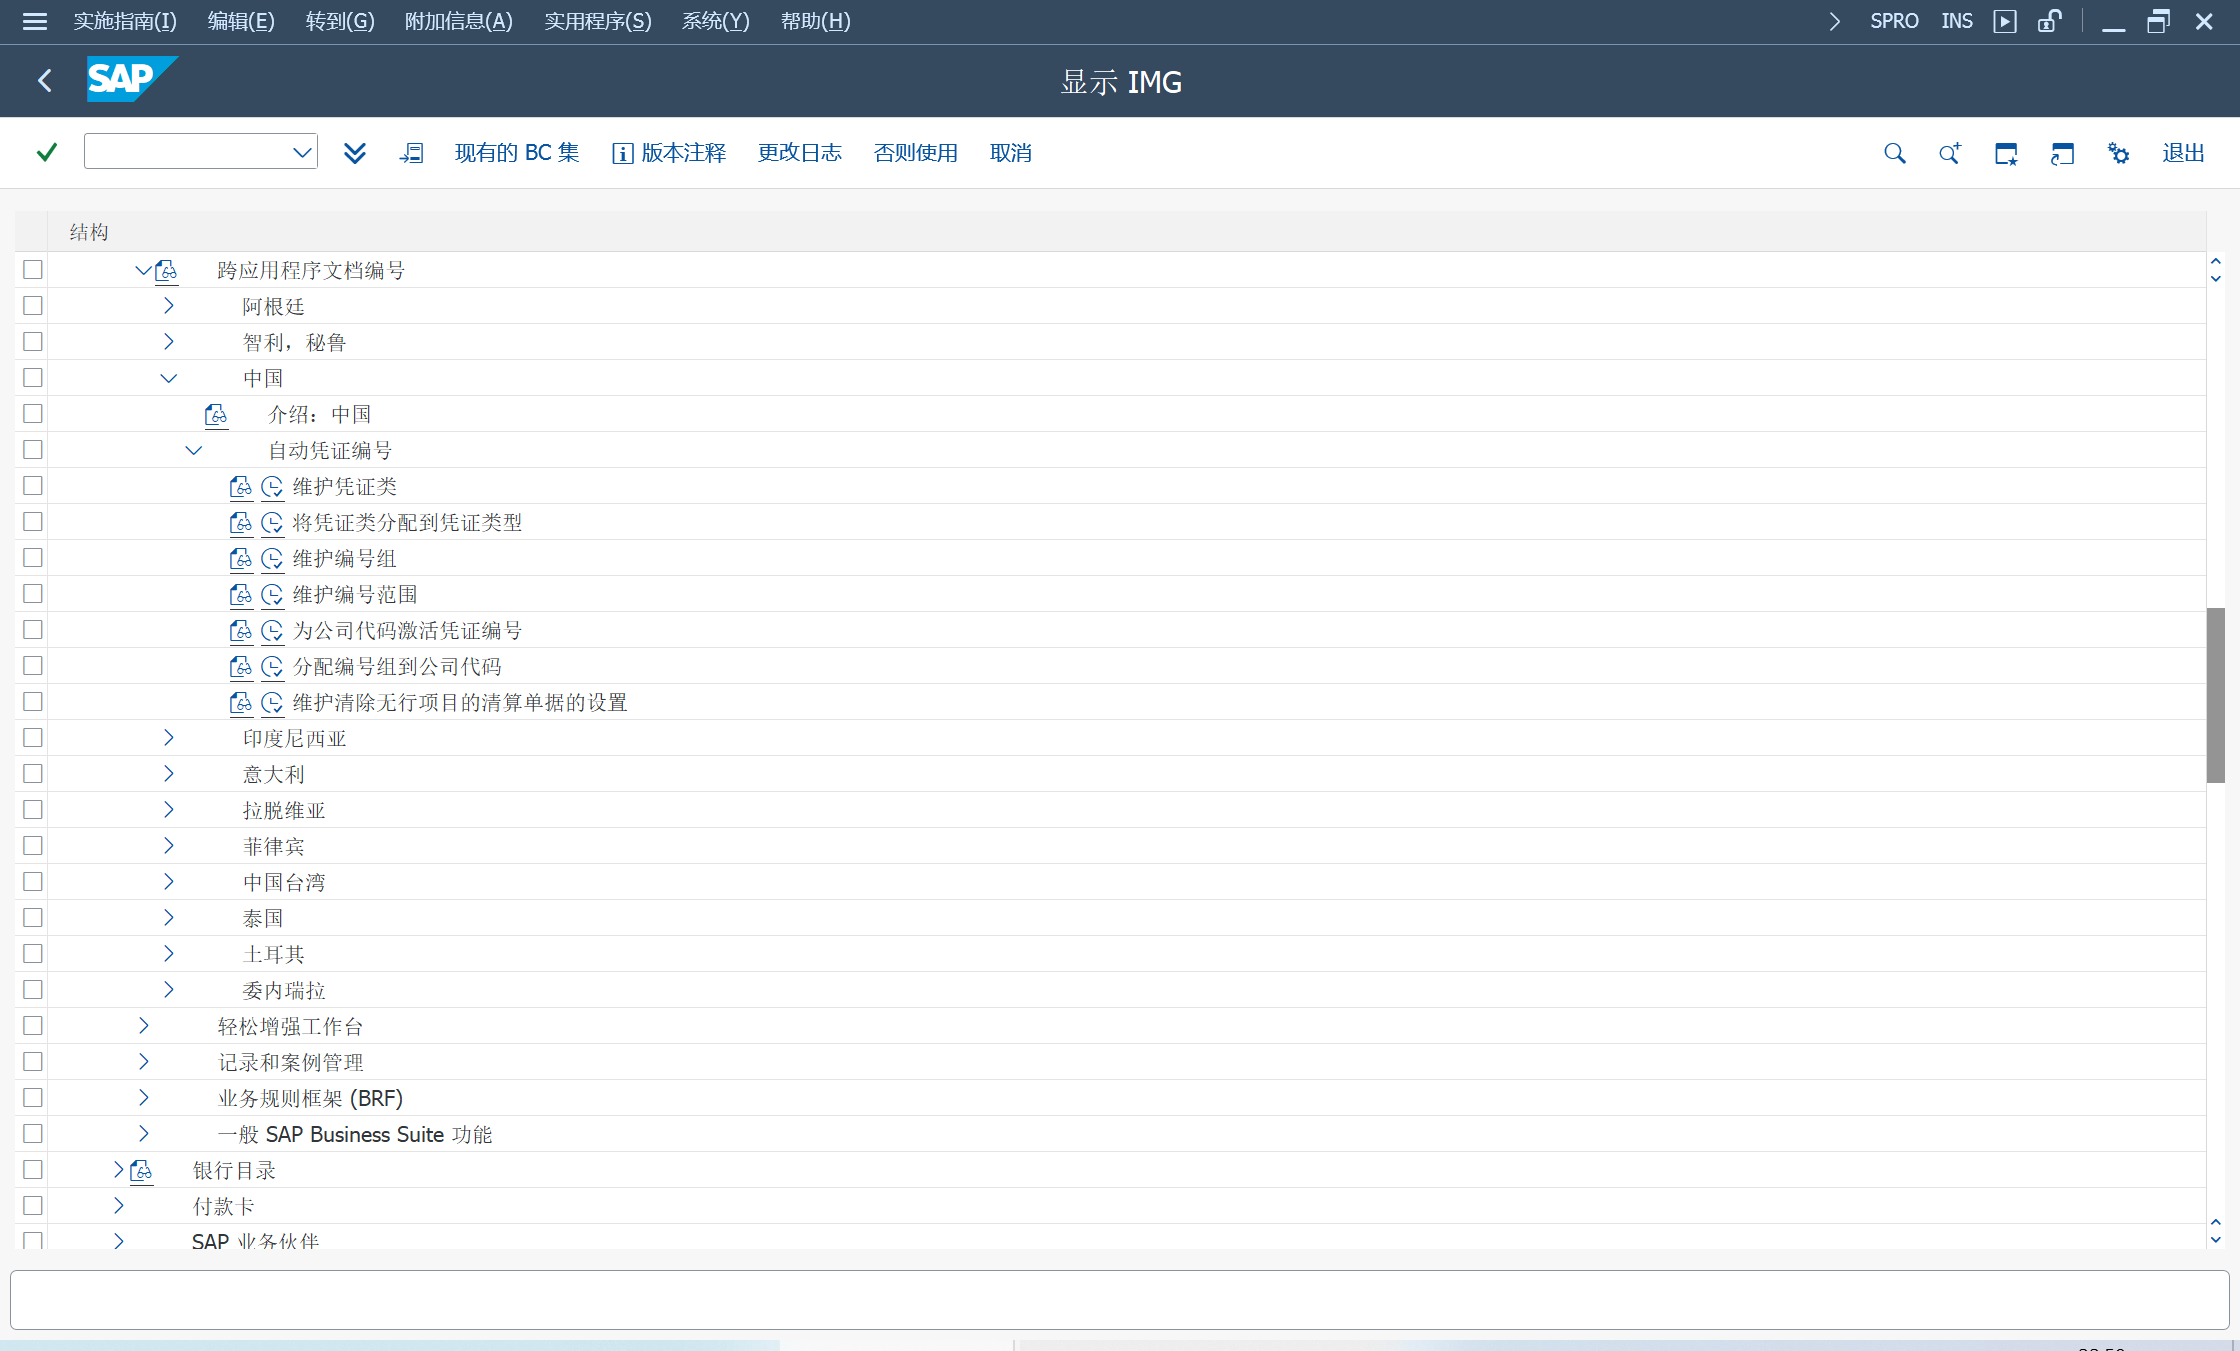 实施指南(I) 编辑(E) 转到(G) 附加信息(A) 实用程序(S) 系统(Y) 帮助(H) SPRO INS
SAP 显示 IMG
现有的 BC 集 版本注释 更改日志 否则使用 取消 退出
结构
跨应用程序文档编号
阿根廷
智利，秘鲁
中国
介绍：中国
自动凭证编号
维护凭证类
将凭证类分配到凭证类型
维护编号组
维护编号范围
为公司代码激活凭证编号
分配编号组到公司代码
维护清除无行项目的清算单据的设置
印度尼西亚
意大利
拉脱维亚
菲律宾
中国台湾
泰国
土耳其
委内瑞拉
轻松增强工作台
记录和案例管理
业务规则框架 (BRF)
一般 SAP Business Suite 功能
银行目录
付款卡
SAP 业务伙伴